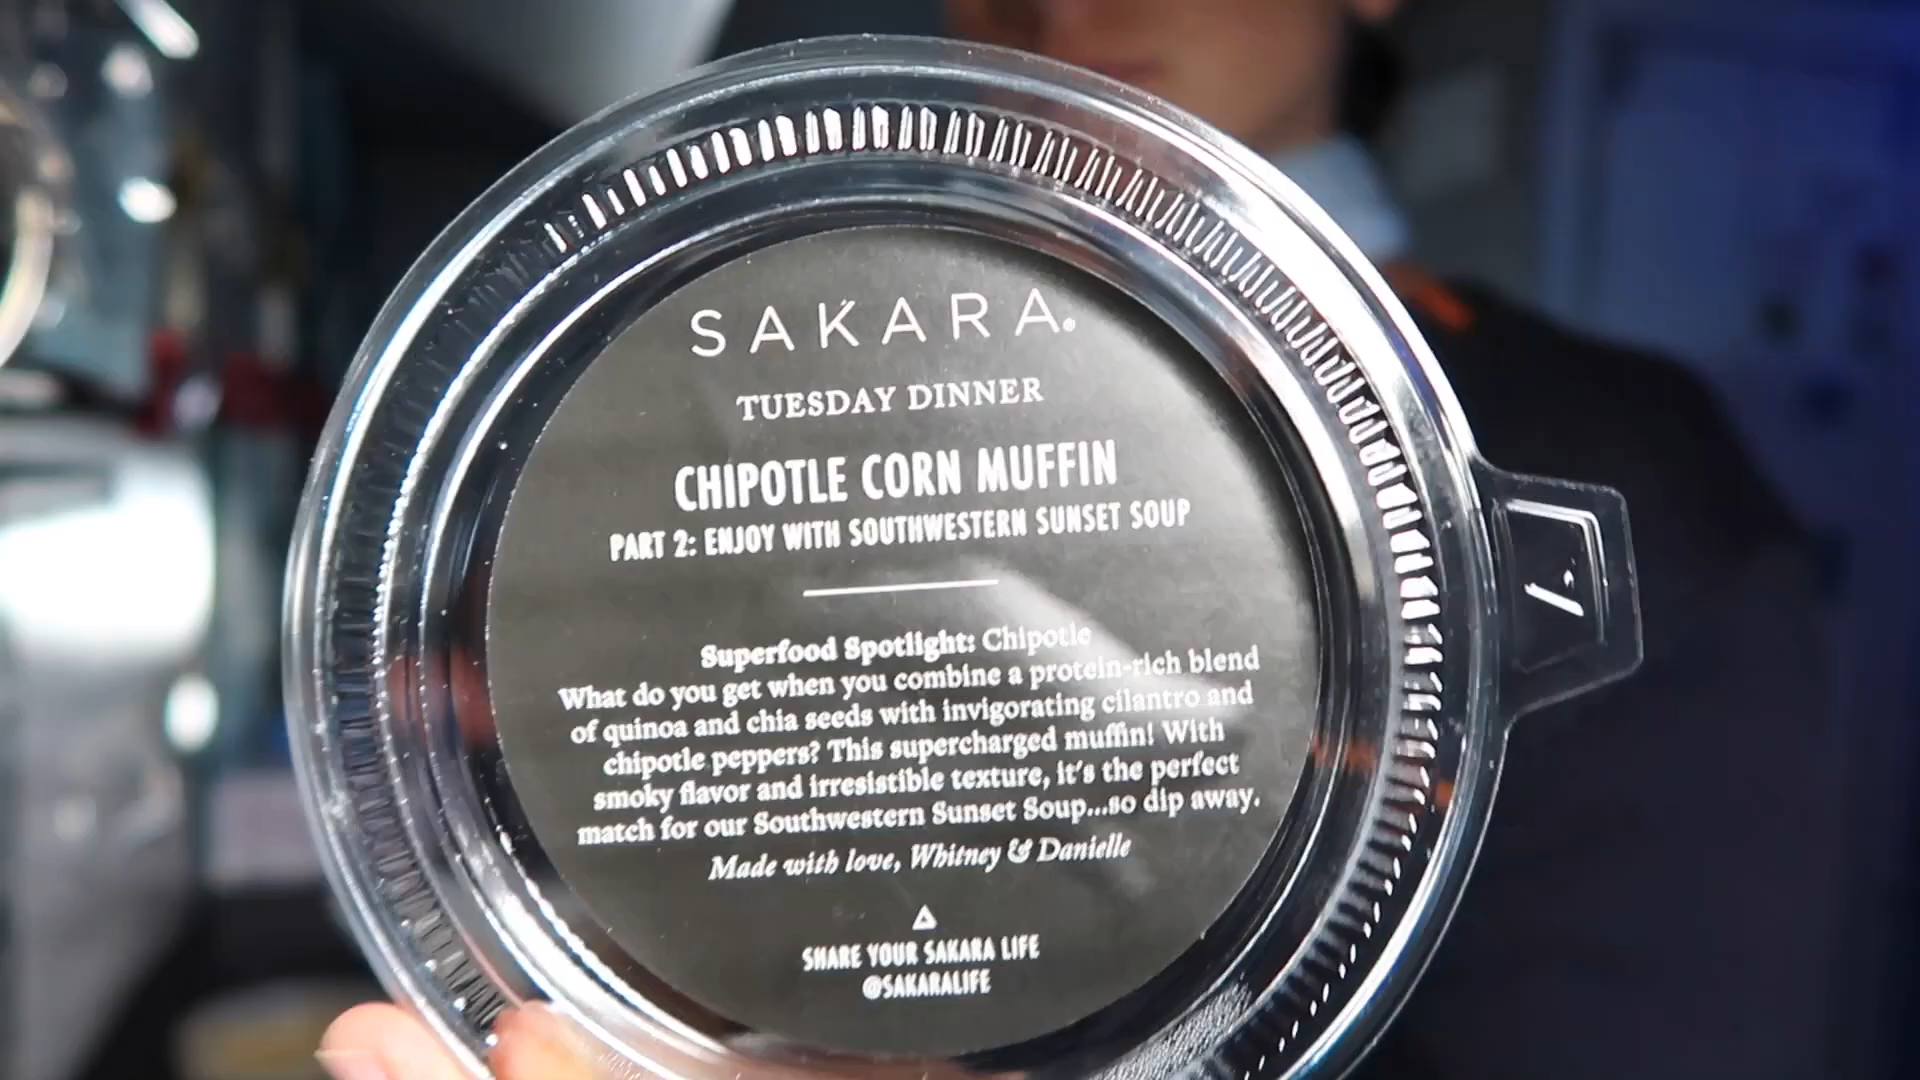 SAKARA®
TUESDAY DINNER
CHIPOTLE CORN MUFFIN
PART 2: ENJOY WITH SOUTHWESTERN SUNSET SOUP
Superfood Spotlight: Chipotle
What do you get when you combine a protein-rich blend
of quinoa and chia seeds with invigorating cilantro and
chipotle peppers? This supercharged muffin! With
smoky flavor and irresistible texture, it's the perfect
match for our Southwestern Sunset Soup...so dip away.
Made with love, Whitney & Danielle
SHARE YOUR SAKARA LIFE
@SAKARALIFE